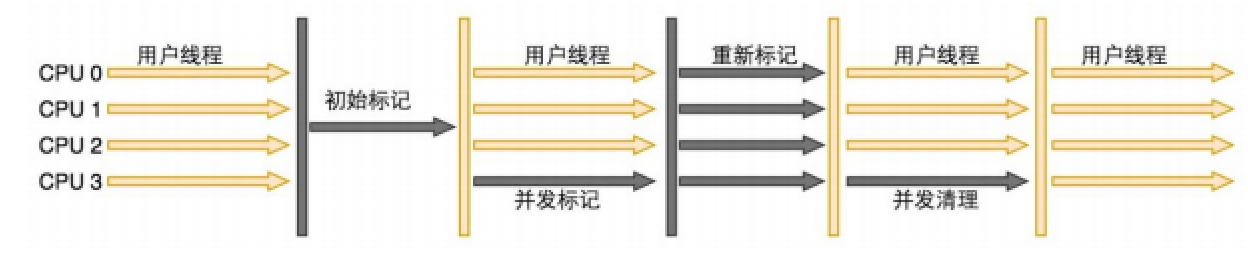 用户线程
用户线程
重新标记
用户线程
用户线程
CPU 0
初始标记
CPU 1
CPU 2
CPU 3
并发标记
并发清理